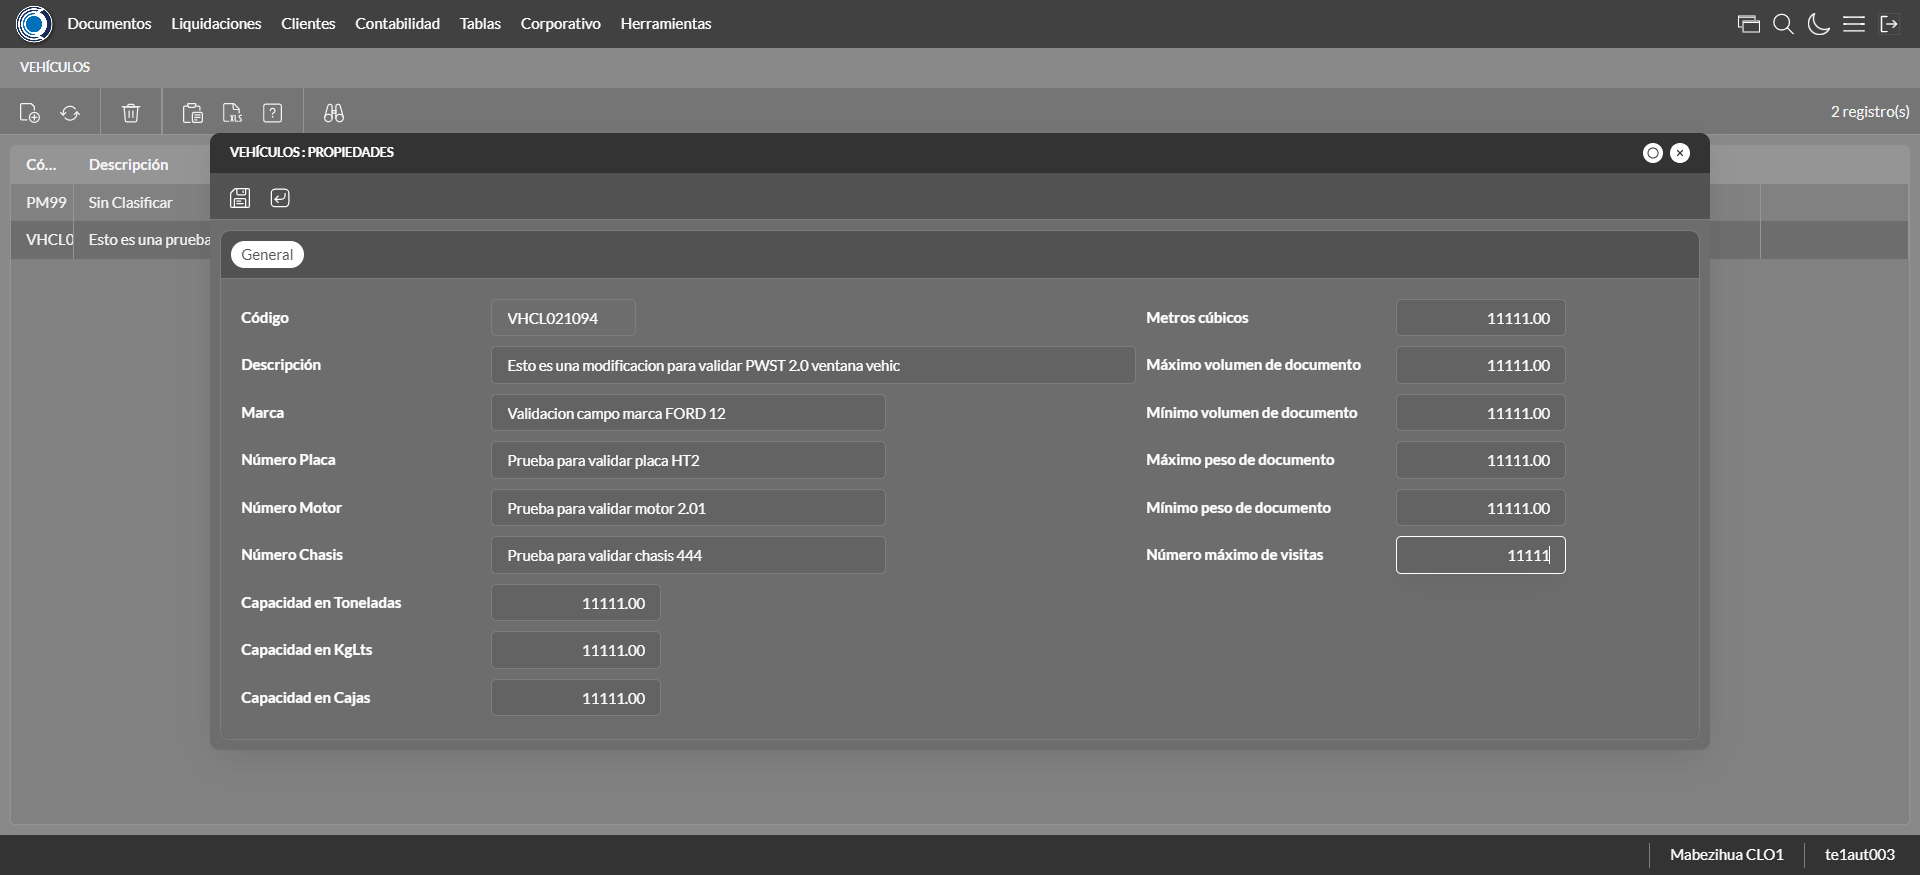 Documentos Liquidaciones Clientes Contabilidad Tablas Corporativo Herramientas
VEHÍCULOS
XLS ?
2 registro(s)
Có... Descripción
PM99 Sin Clasificar
VHCL0 Esto es una prueba
VEHÍCULOS : PROPIEDADES
General
Código VHCL021094
Descripción Esto es una modificacion para validar PWST 2.0 ventana vehic
Marca Validacion campo marca FORD 12
Número Placa Prueba para validar placa HT2
Número Motor Prueba para validar motor 2.01
Número Chasis Prueba para validar chasis 444
Capacidad en Toneladas 11111.00
Capacidad en KgLts 11111.00
Capacidad en Cajas 11111.00
Metros cúbicos 11111.00
Máximo volumen de documento 11111.00
Mínimo volumen de documento 11111.00
Máximo peso de documento 11111.00
Mínimo peso de documento 11111.00
Número máximo de visitas 11111
Mabezihua CLO1 te1aut003